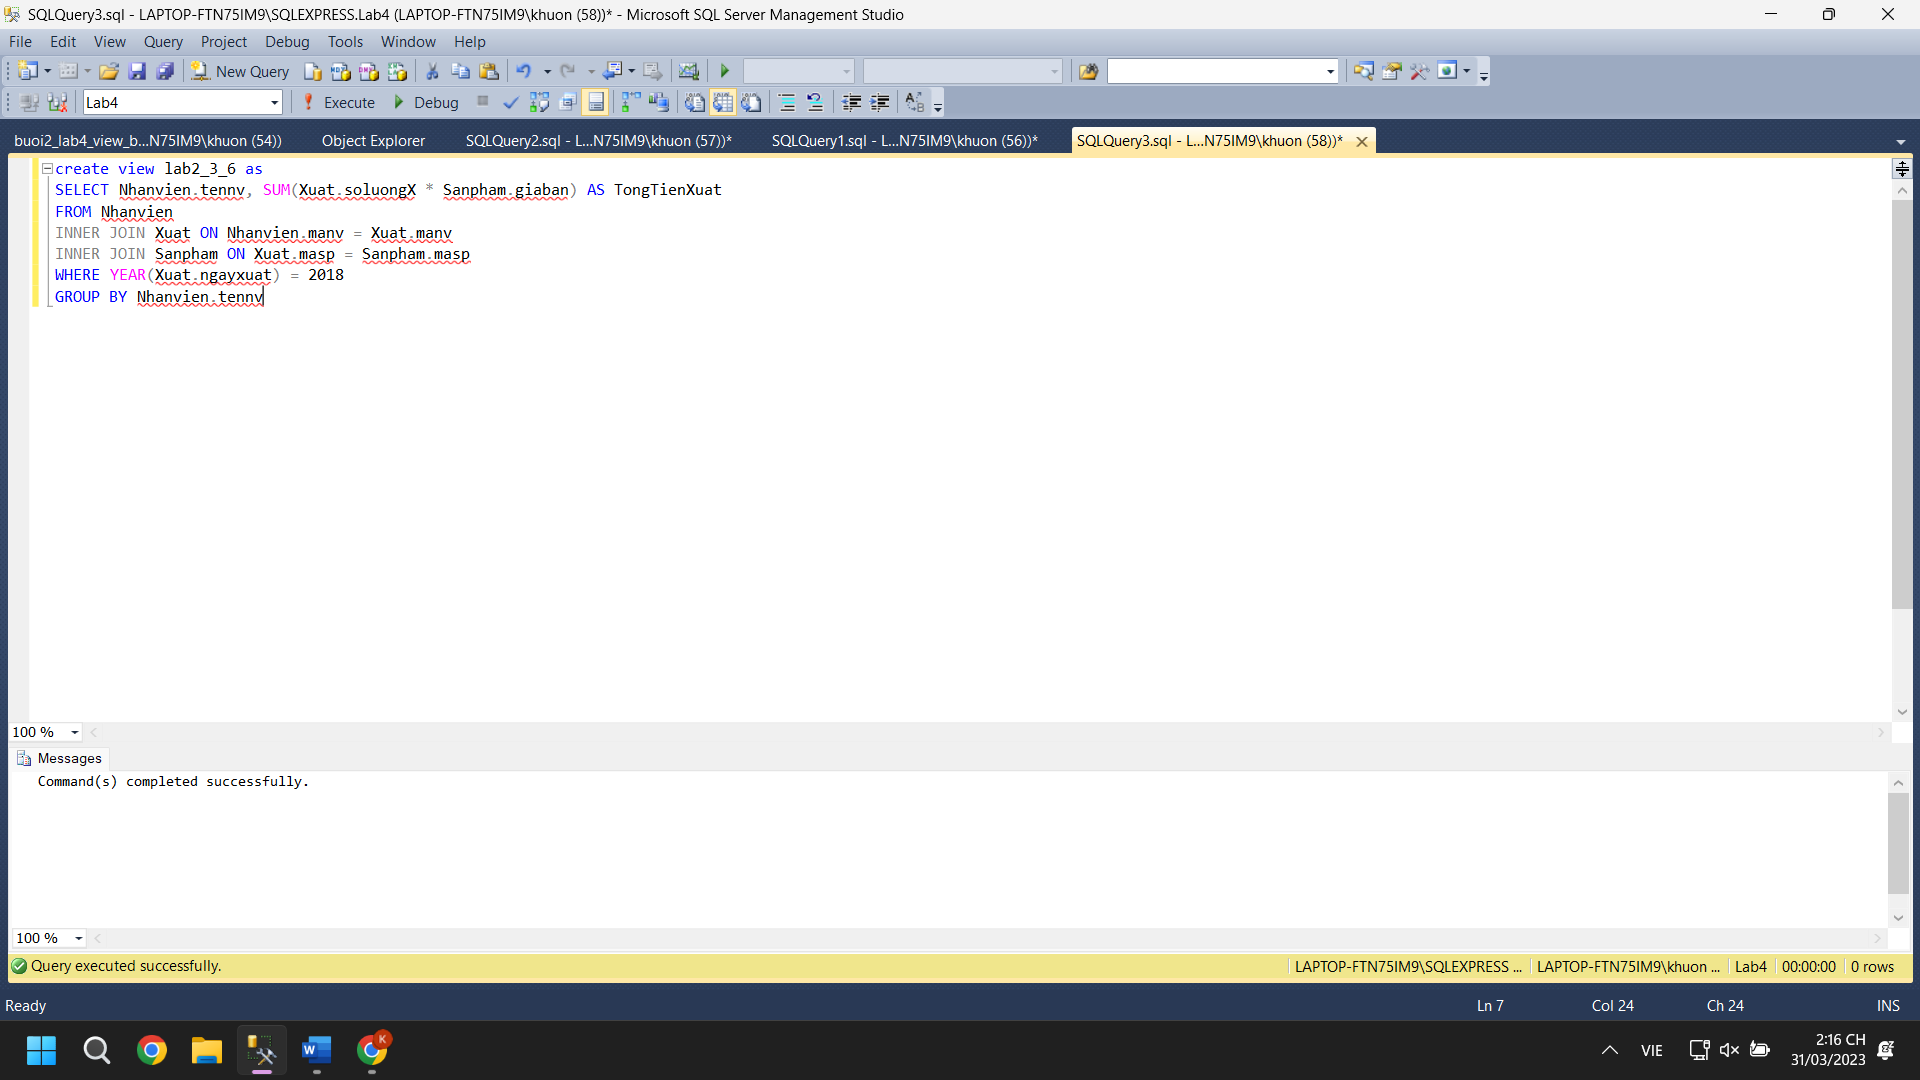 SQLQuery3.sql - LAPTOP-FTN75IM9\SQLEXPRESS.Lab4 (LAPTOP-FTN75IM9\khuon (58))* - Microsoft SQL Server Management Studio
File Edit View Query Project Debug Tools Window Help
New Query
Lab4 Execute Debug
buoi2_lab4_view_b...N75IM9\khuon (54)) Object Explorer SQLQuery2.sql - L...N75IM9\khuon (57))* SQLQuery1.sql - L...N75IM9\khuon (56))* SQLQuery3.sql - L...N75IM9\khuon (58))*
create view lab2_3_6 as
SELECT Nhanvien.tennv, SUM(Xuat.soluongX * Sanpham.giaban) AS TongTienXuat
FROM Nhanvien
INNER JOIN Xuat ON Nhanvien.manv = Xuat.manv
INNER JOIN Sanpham ON Xuat.masp = Sanpham.masp
WHERE YEAR(Xuat.ngayxuat) = 2018
GROUP BY Nhanvien.tennv
100 %
Messages
Command(s) completed successfully.
100 %
Query executed successfully. LAPTOP-FTN75IM9\SQLEXPRESS ... LAPTOP-FTN75IM9\khuon ... Lab4 00:00:00 0 rows
Ready Ln 7 Col 24 Ch 24 INS
K
VIE
2:16 CH
31/03/2023